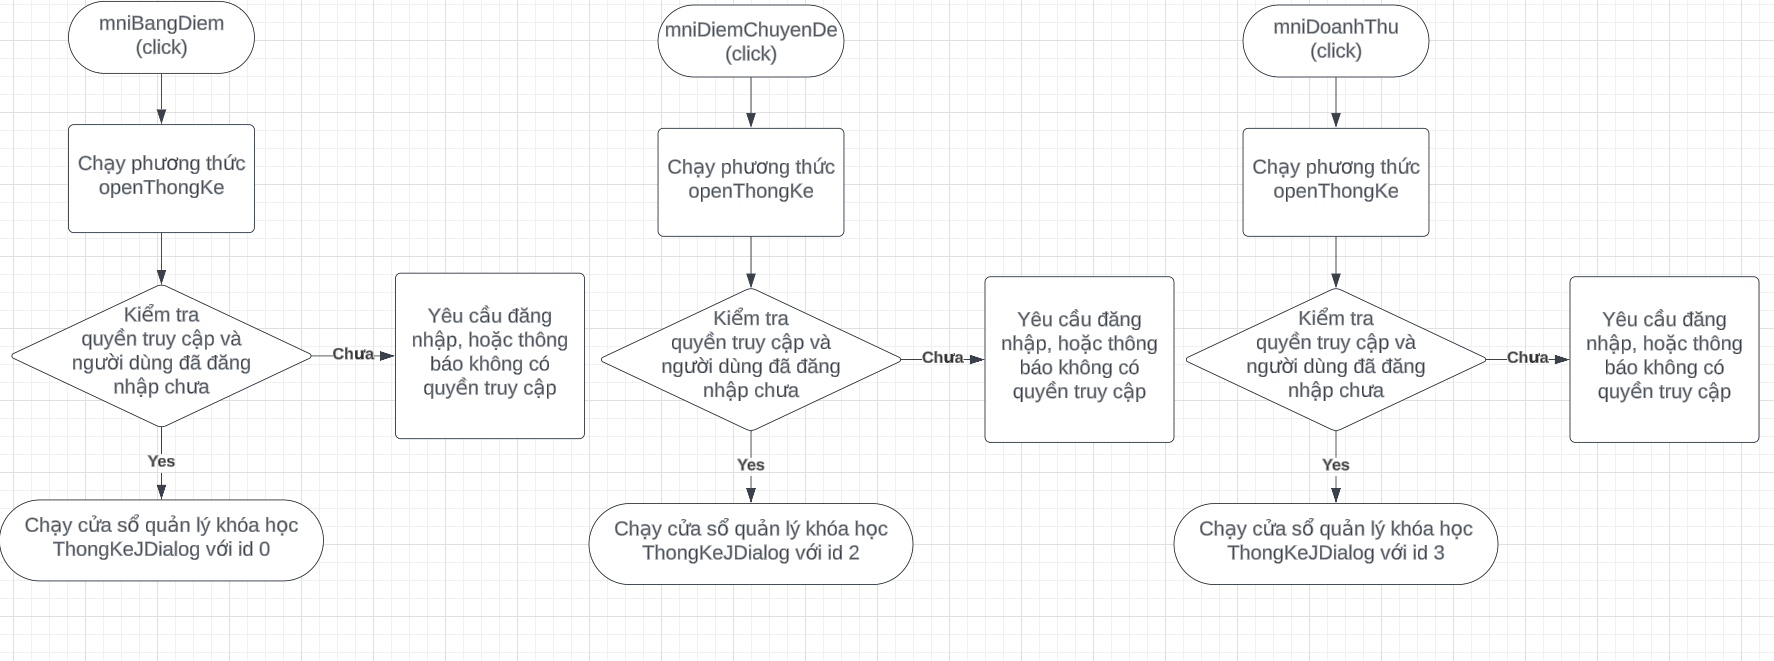 mniBangDiem
(click)
Chạy phương thức
openThongKe
Kiểm tra
quyền truy cập và
người dùng đã đăng
nhập chưa
Chưa
Yêu cầu đăng
nhập, hoặc thông
báo không có
quyền truy cập
Yes
Chạy cửa sổ quản lý khóa học
ThongKeJDialog với id 0
mniDiemChuyenDe
(click)
Chạy phương thức
openThongKe
Kiểm tra
quyền truy cập và
người dùng đã đăng
nhập chưa
Chưa
Yêu cầu đăng
nhập, hoặc thông
báo không có
quyền truy cập
Yes
Chạy cửa sổ quản lý khóa học
ThongKeJDialog với id 2
mniDoanhThu
(click)
Chạy phương thức
openThongKe
Kiểm tra
quyền truy cập và
người dùng đã đăng
nhập chưa
Chưa
Yêu cầu đăng
nhập, hoặc thông
báo không có
quyền truy cập
Yes
Chạy cửa sổ quản lý khóa học
ThongKeJDialog với id 3